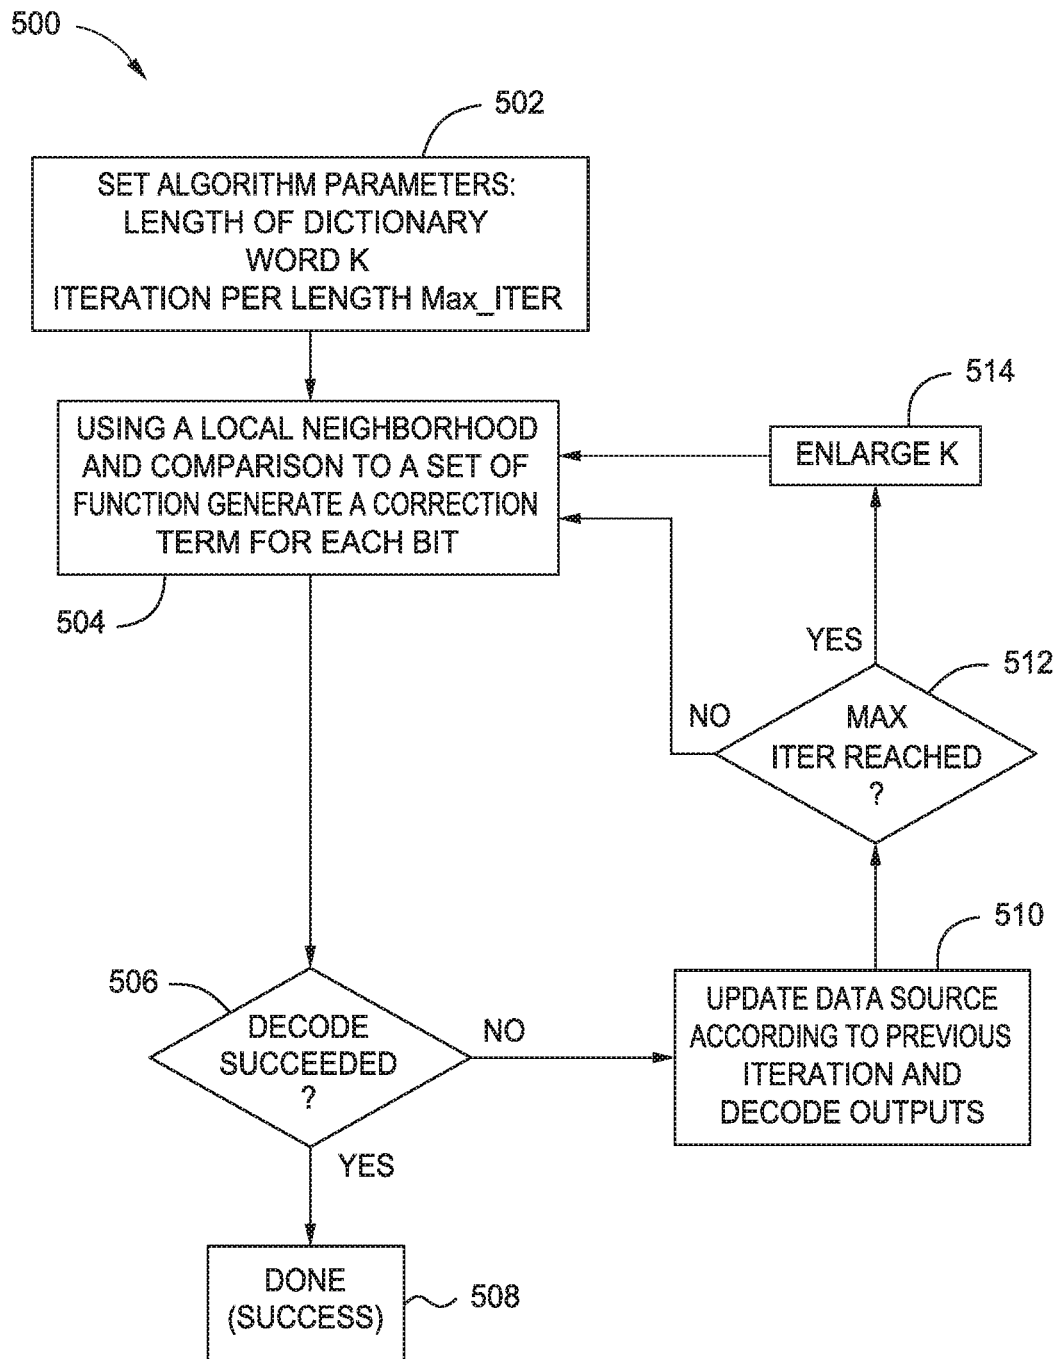 500
502
SET ALGORITHM PARAMETERS:
LENGTH OF DICTIONARY
WORD K
ITERATION PER LENGTH Max_ITER
514
USING A LOCAL NEIGHBORHOOD
AND COMPARISON TO A SET OF
FUNCTION GENERATE A CORRECTION
TERM FOR EACH BIT
ENLARGE K
504
YES
512
NO
MAX
ITER REACHED
?
510
506
DECODE
SUCCEEDED
?
NO
UPDATE DATA SOURCE
ACCORDING TO PREVIOUS
ITERATION AND
DECODE OUTPUTS
YES
DONE
(SUCCESS)
508